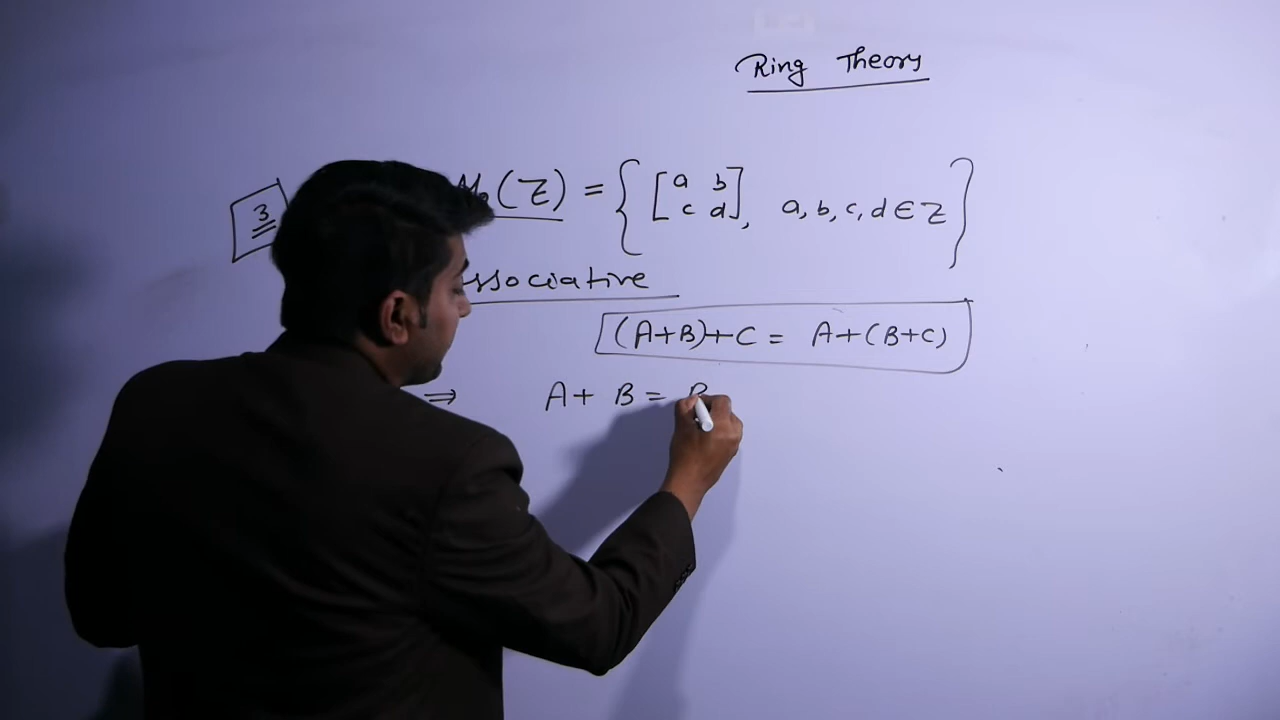 Ring Theory
3 (Z) = { [a b
c d], a, b, c, d ∈ Z }
ssociative
(A+B)+C = A+(B+C)
⇒ A + B = B